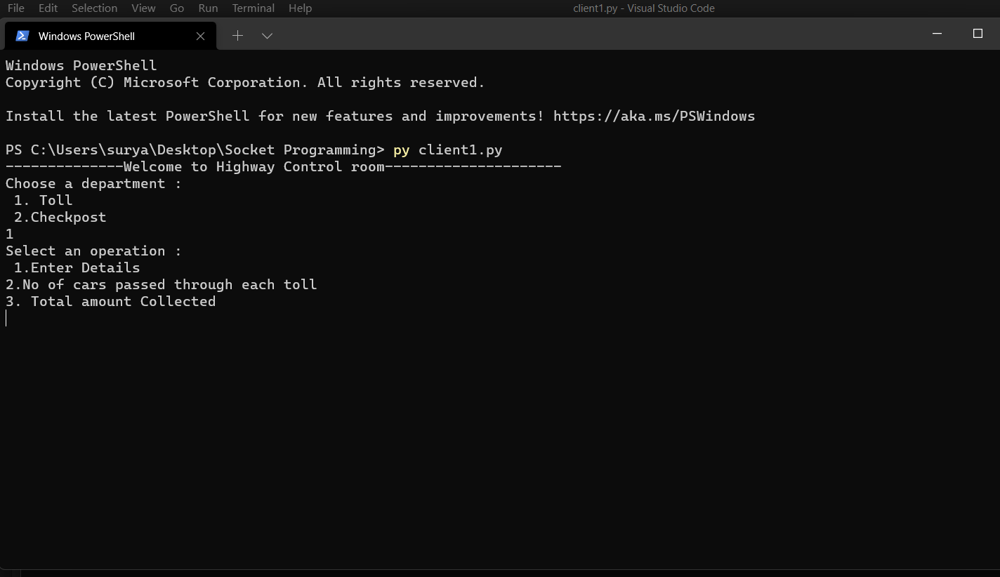 File Edit Selection View Go Run Terminal Help client1.py - Visual Studio Code
Windows PowerShell
Windows PowerShell
Copyright (C) Microsoft Corporation. All rights reserved.
Install the latest PowerShell for new features and improvements! https://aka.ms/PSWindows
PS C:\Users\surya\Desktop\Socket Programming> py client1.py
--------------Welcome to Highway Control room---------------------
Choose a department :
 1. Toll
 2.Checkpost
1
Select an operation :
 1.Enter Details
2.No of cars passed through each toll
3. Total amount Collected